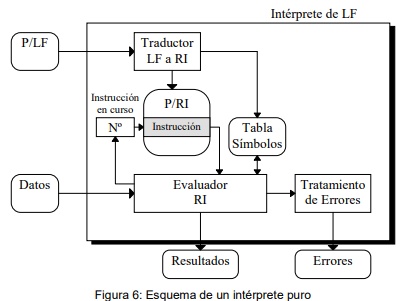 Intérprete de LF
P/LF
Traductor
LF a RI
Instrucción
en curso
P/RI
Nº
Instrucción
Tabla
Símbolos
Datos
Evaluador
RI
Tratamiento
de Errores
Resultados
Errores
Figura 6: Esquema de un intérprete puro